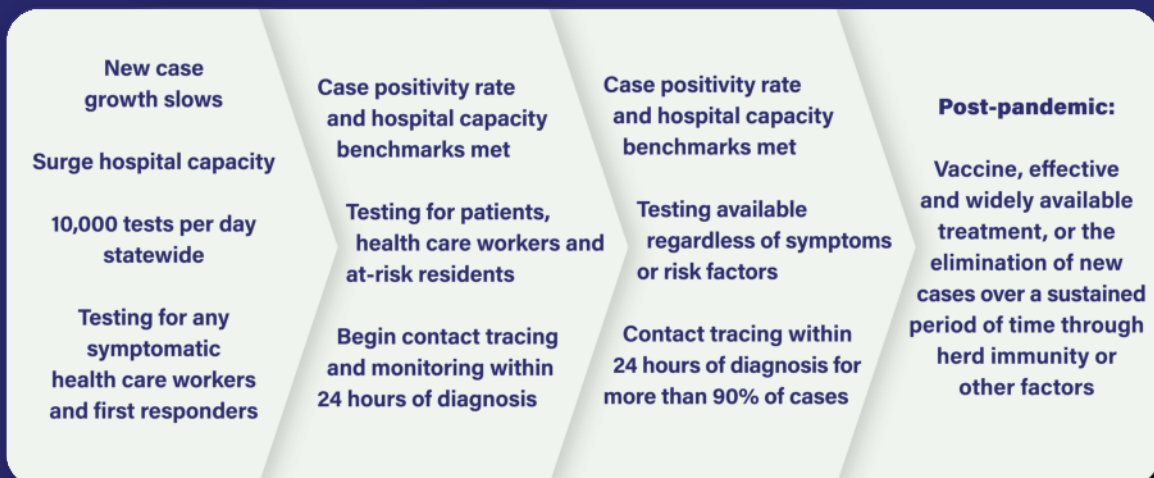 New case
growth slows
Surge hospital capacity
10,000 tests per day
statewide
Testing for any
symptomatic
health care workers
and first responders
Case positivity rate
and hospital capacity
benchmarks met
Testing for patients,
health care workers and
at-risk residents
Begin contact tracing
and monitoring within
24 hours of diagnosis
Case positivity rate
and hospital capacity
benchmarks met
Testing available
regardless of symptoms
or risk factors
Contact tracing within
24 hours of diagnosis for
more than 90% of cases
Post-pandemic:
Vaccine, effective
and widely available
treatment, or the
elimination of new
cases over a sustained
period of time through
herd immunity or
other factors